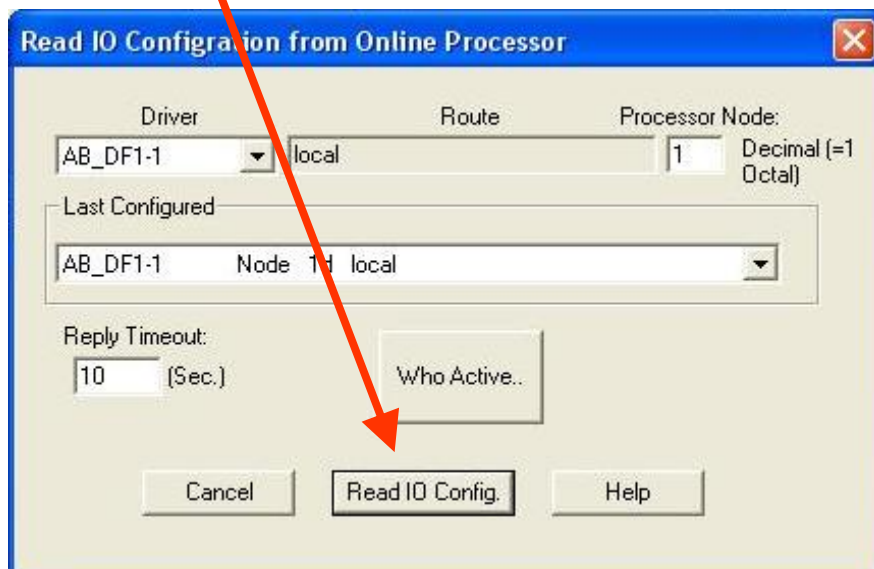 Read IO Configration from Online Processor
Driver Route Processor Node:
AB_DF1-1 local 1 Decimal (=1
Octal)
Last Configured
AB_DF1-1 Node 1d local
Reply Timeout:
10 (Sec.) Who Active..
Cancel Read IO Config. Help